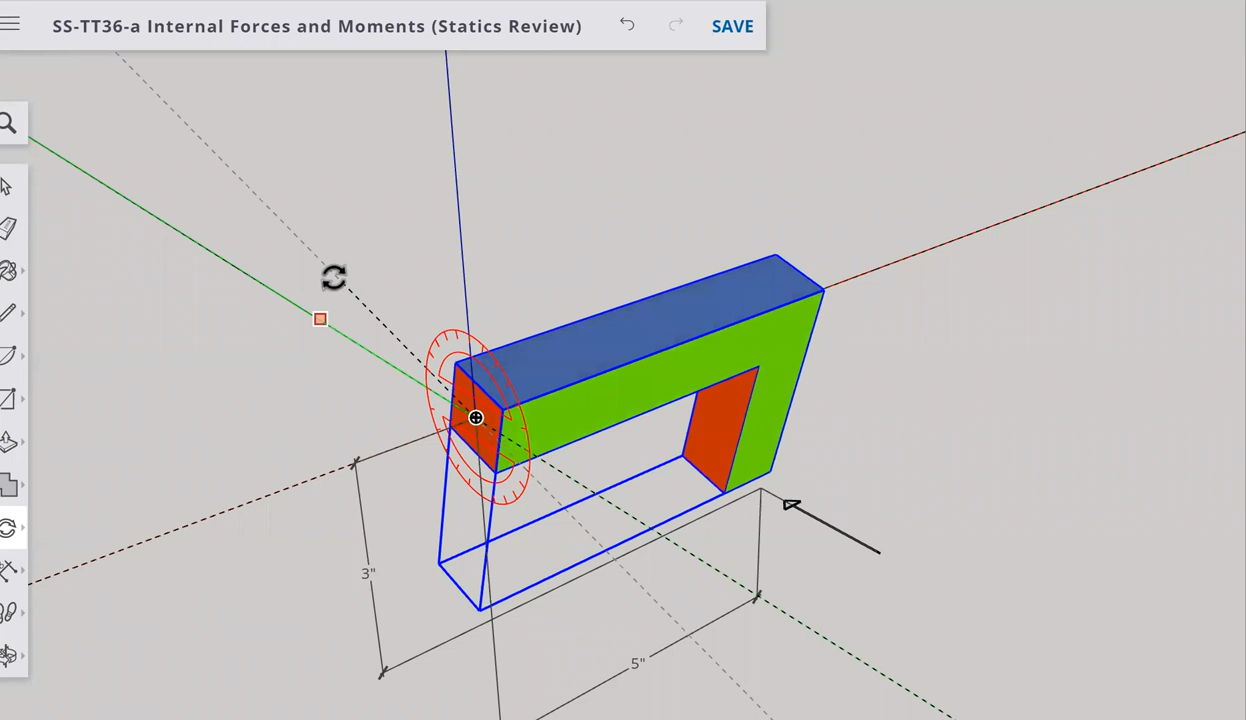 SS-TT36-a Internal Forces and Moments (Statics Review)
SAVE
3"
5"